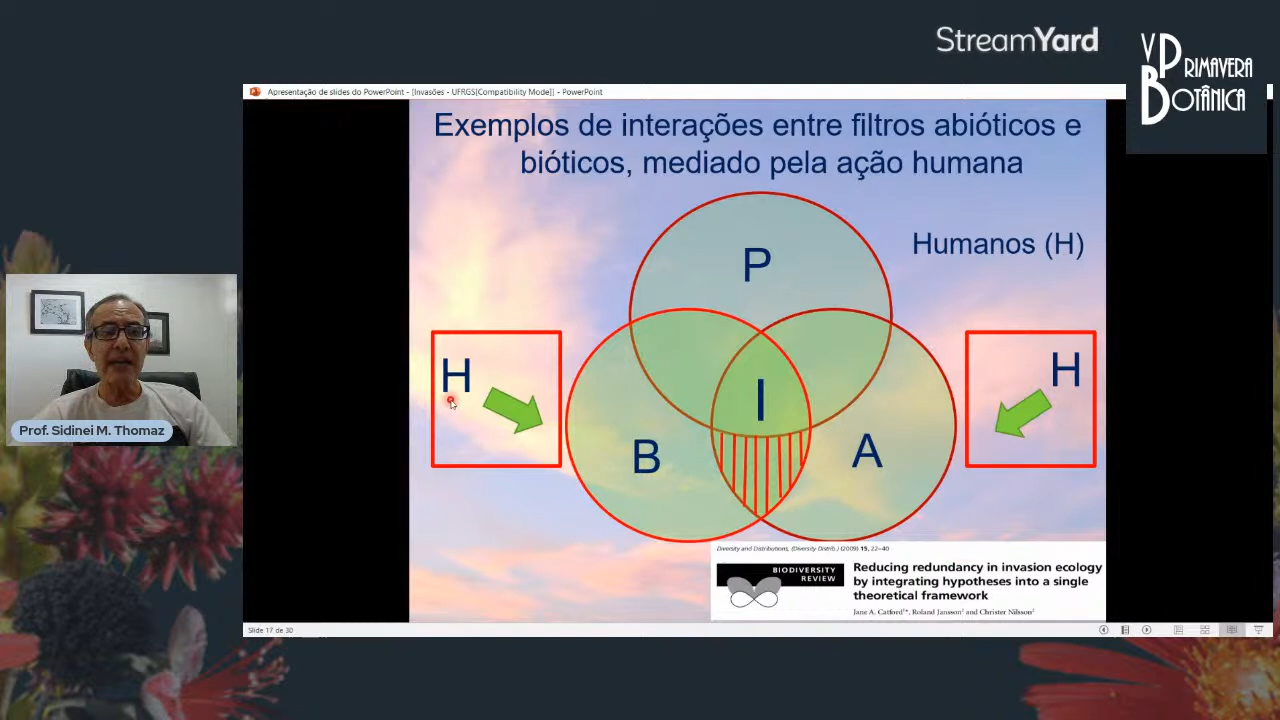 StreamYard
V PRIMAVERA
BOTÂNICA
Apresentação de slides do PowerPoint - [Invasões - UFRGS[Compatibility Mode]] - PowerPoint
Exemplos de interações entre filtros abióticos e
bióticos, mediado pela ação humana
P
Humanos (H)
H
H
I
B
A
Prof. Sidinei M. Thomaz
Diversity and Distributions, (Diversity Distrib.) (2009) 15, 22–40
BIODIVERSITY
REVIEW
Reducing redundancy in invasion ecology
by integrating hypotheses into a single
theoretical framework
Jane A. Catford1*, Roland Jansson2 and Christer Nilsson2
Slide 17 de 30